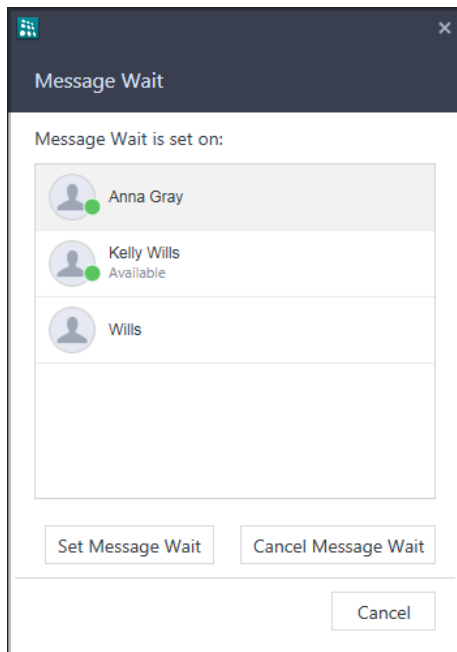 Message Wait
Message Wait is set on:
Anna Gray
Kelly Wills
Available
Wills
Set Message Wait
Cancel Message Wait
Cancel